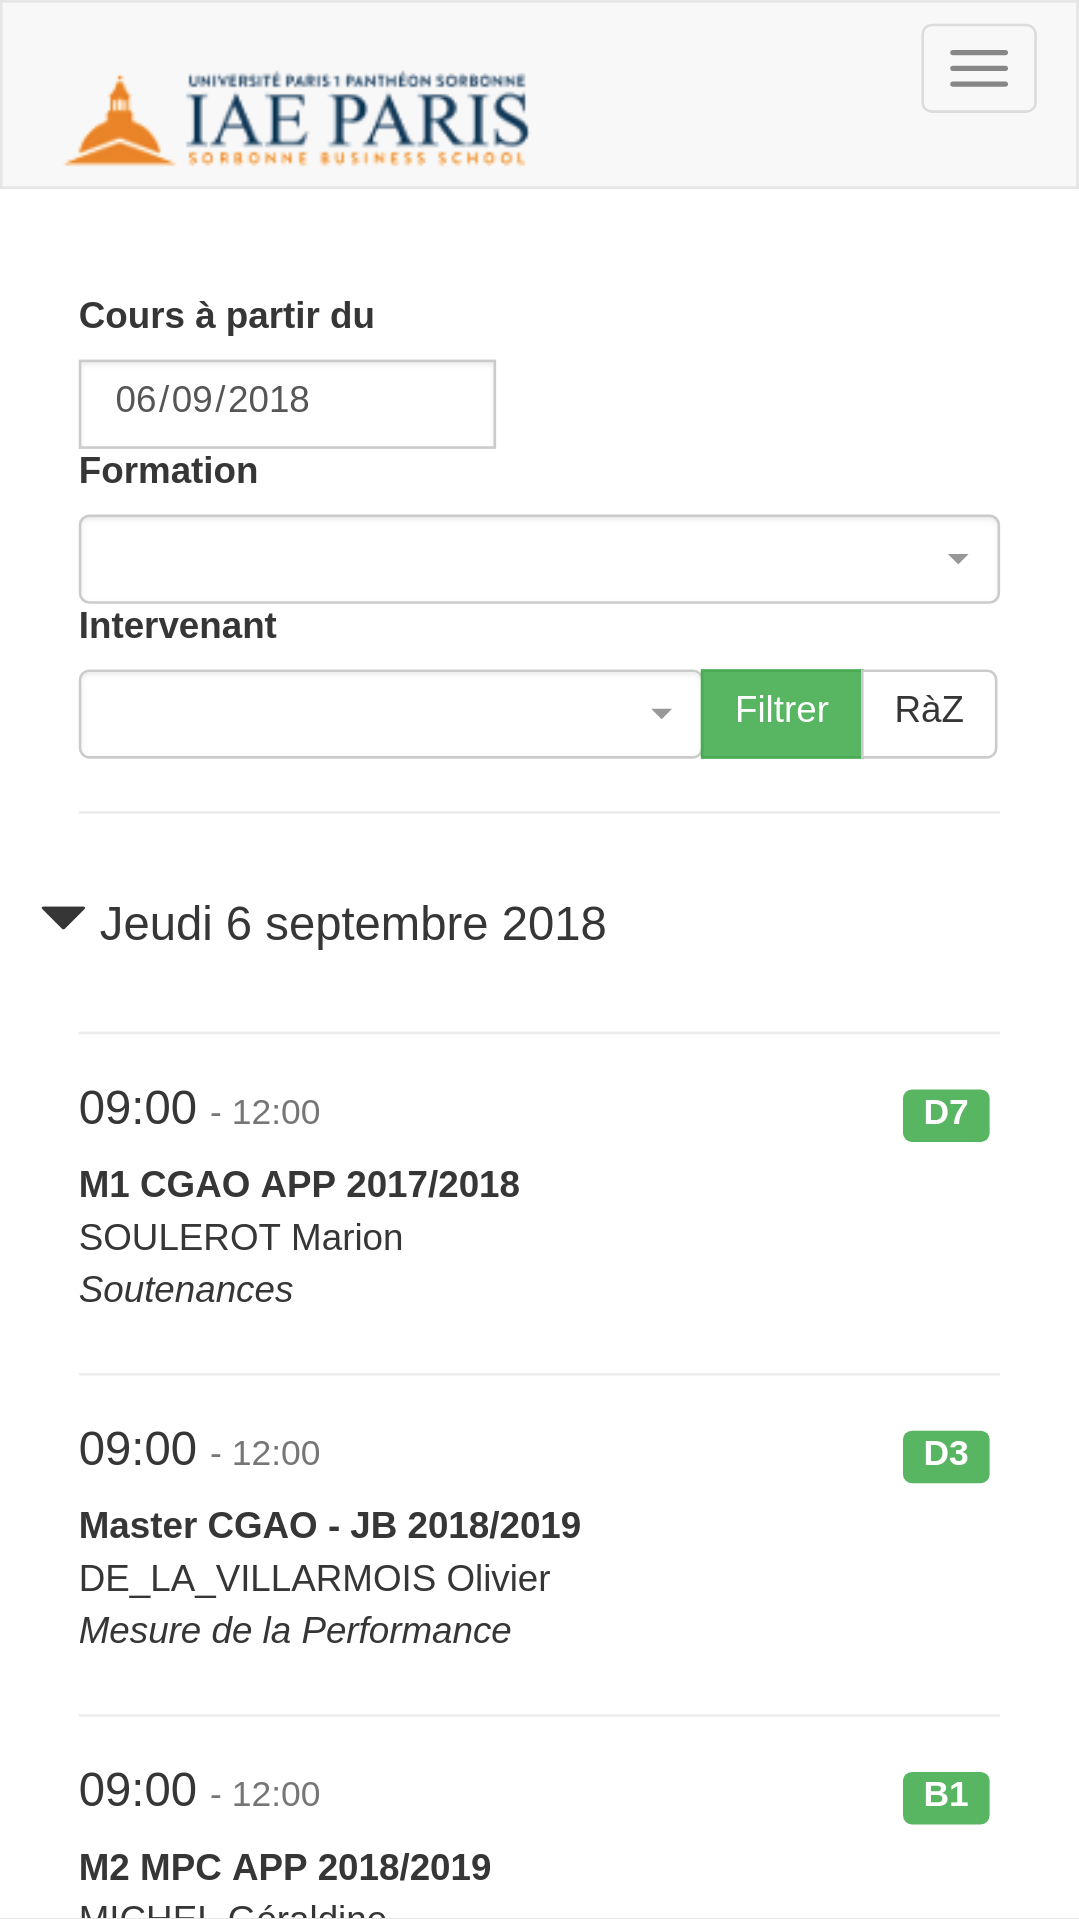 UNIVERSITÉ PARIS 1 PANTHÉON SORBONNE
IAE PARIS
SORBONNE BUSINESS SCHOOL
Cours à partir du
06/09/2018
Formation
Intervenant
Filtrer RàZ
Jeudi 6 septembre 2018
09:00 - 12:00 D7
M1 CGAO APP 2017/2018
SOULEROT Marion
Soutenances
09:00 - 12:00 D3
Master CGAO - JB 2018/2019
DE_LA_VILLARMOIS Olivier
Mesure de la Performance
09:00 - 12:00 B1
M2 MPC APP 2018/2019
MICHEL Géraldine